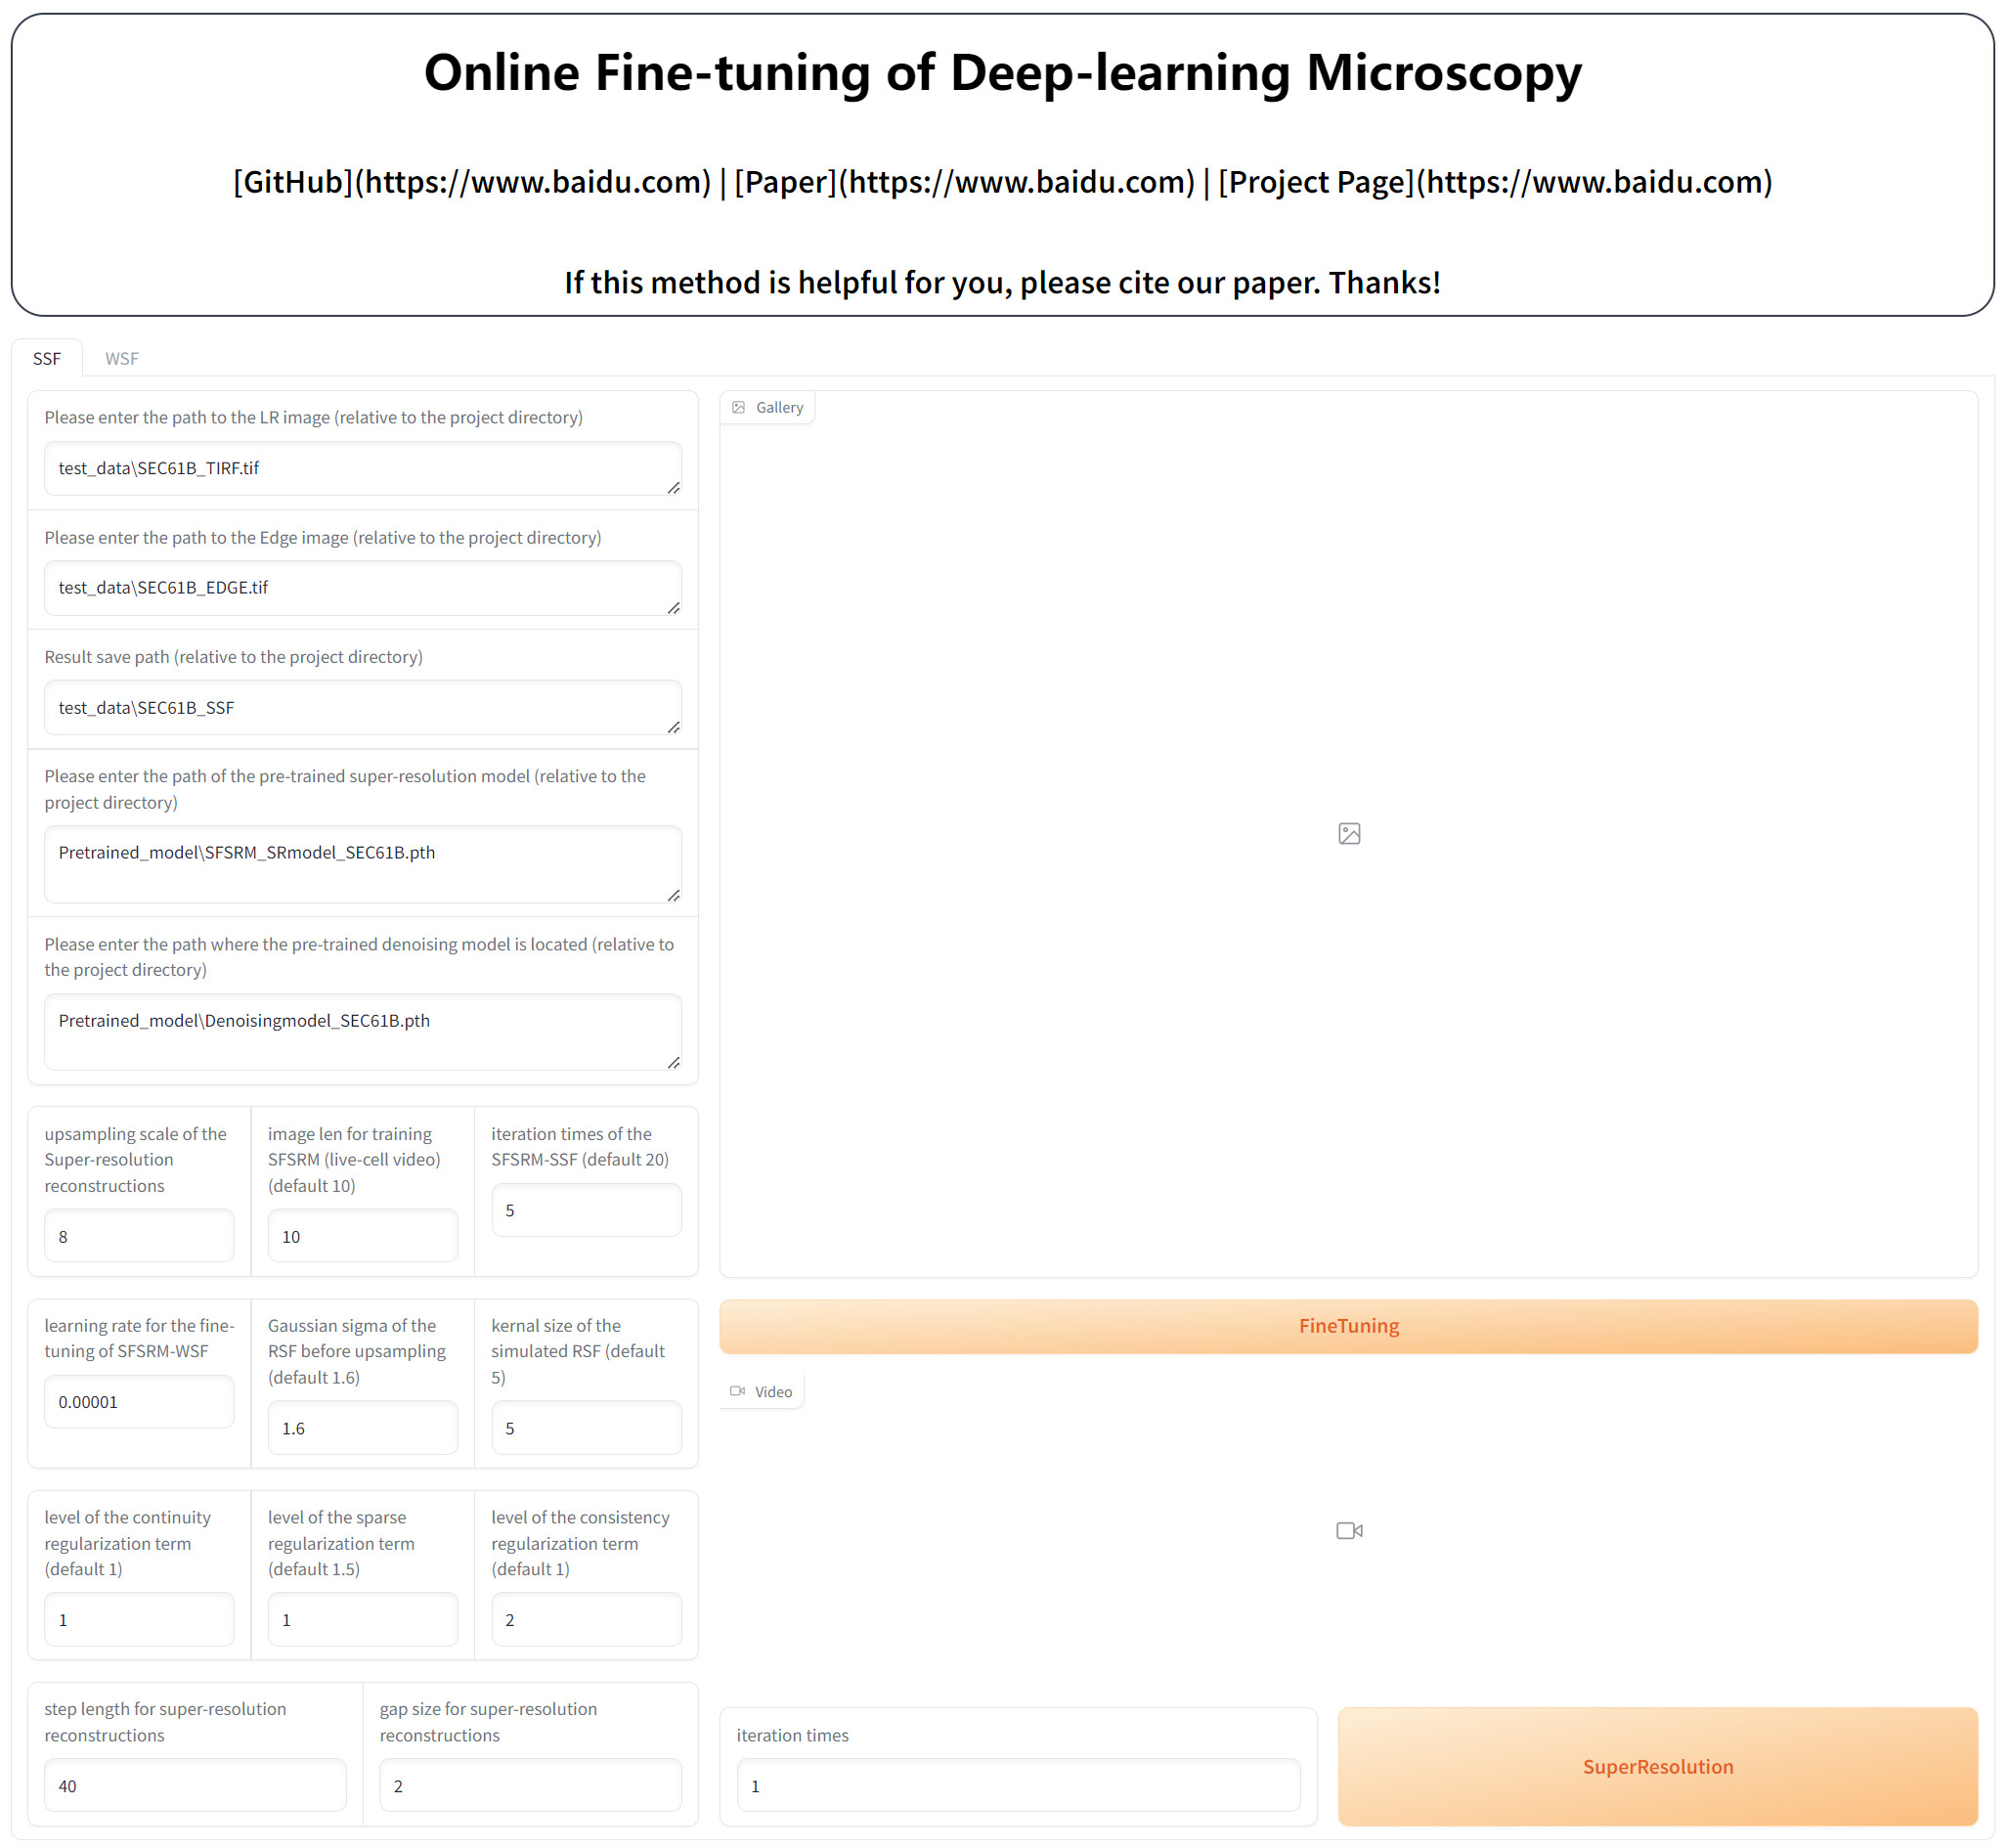 Online Fine-tuning of Deep-learning Microscopy
[GitHub](https://www.baidu.com) | [Paper](https://www.baidu.com) | [Project Page](https://www.baidu.com)
If this method is helpful for you, please cite our paper. Thanks!
SSF
WSF
Please enter the path to the LR image (relative to the project directory)
test_data\SEC61B_TIRF.tif
Please enter the path to the Edge image (relative to the project directory)
test_data\SEC61B_EDGE.tif
Result save path (relative to the project directory)
test_data\SEC61B_SSF
Please enter the path of the pre-trained super-resolution model (relative to the
project directory)
Pretrained_model\SFSRM_SRmodel_SEC61B.pth
Please enter the path where the pre-trained denoising model is located (relative to
the project directory)
Pretrained_model\Denoisingmodel_SEC61B.pth
upsampling scale of the
Super-resolution
reconstructions
8
image len for training
SFSRM (live-cell video)
(default 10)
10
iteration times of the
SFSRM-SSF (default 20)
5
learning rate for the fine-
tuning of SFSRM-WSF
0.00001
Gaussian sigma of the
RSF before upsampling
(default 1.6)
1.6
kernal size of the
simulated RSF (default
5)
5
level of the continuity
regularization term
(default 1)
1
level of the sparse
regularization term
(default 1.5)
1
level of the consistency
regularization term
(default 1)
2
step length for super-resolution
reconstructions
40
gap size for super-resolution
reconstructions
2
Gallery
FineTuning
Video
iteration times
1
SuperResolution